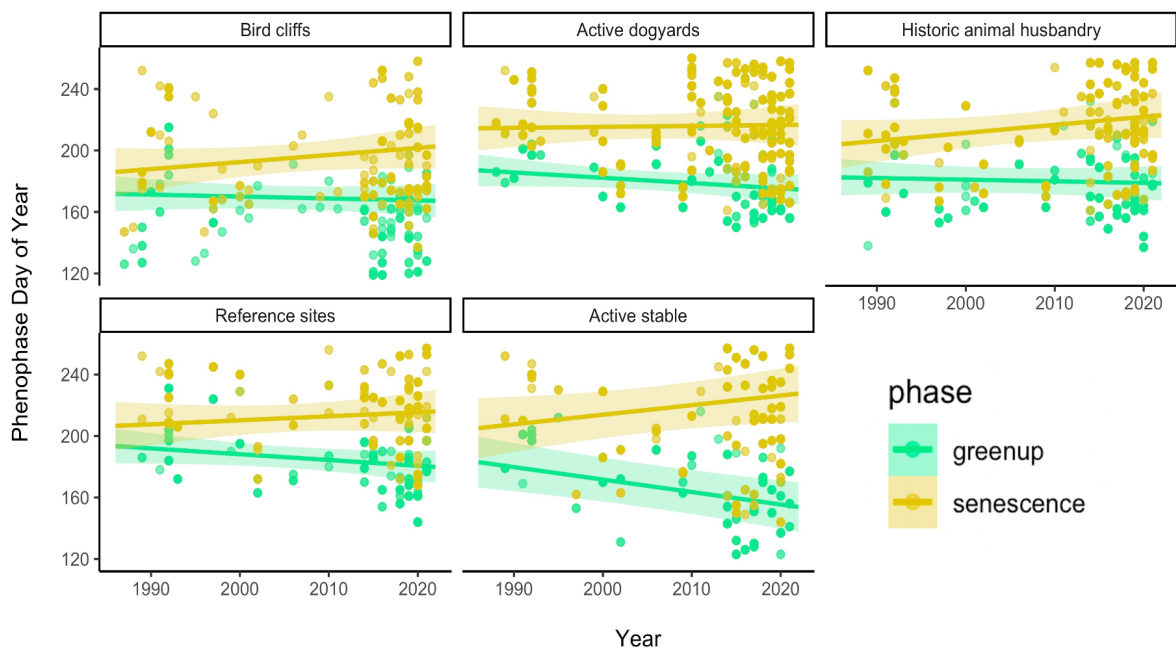 Bird cliffs
Active dogyards
Historic animal husbandry
240
200
160
120
1990
2000
2010
2020
Reference sites
Active stable
240
200
160
120
1990
2000
2010
2020
1990
2000
2010
2020
Phenophase Day of Year
Year
phase
greenup
senescence